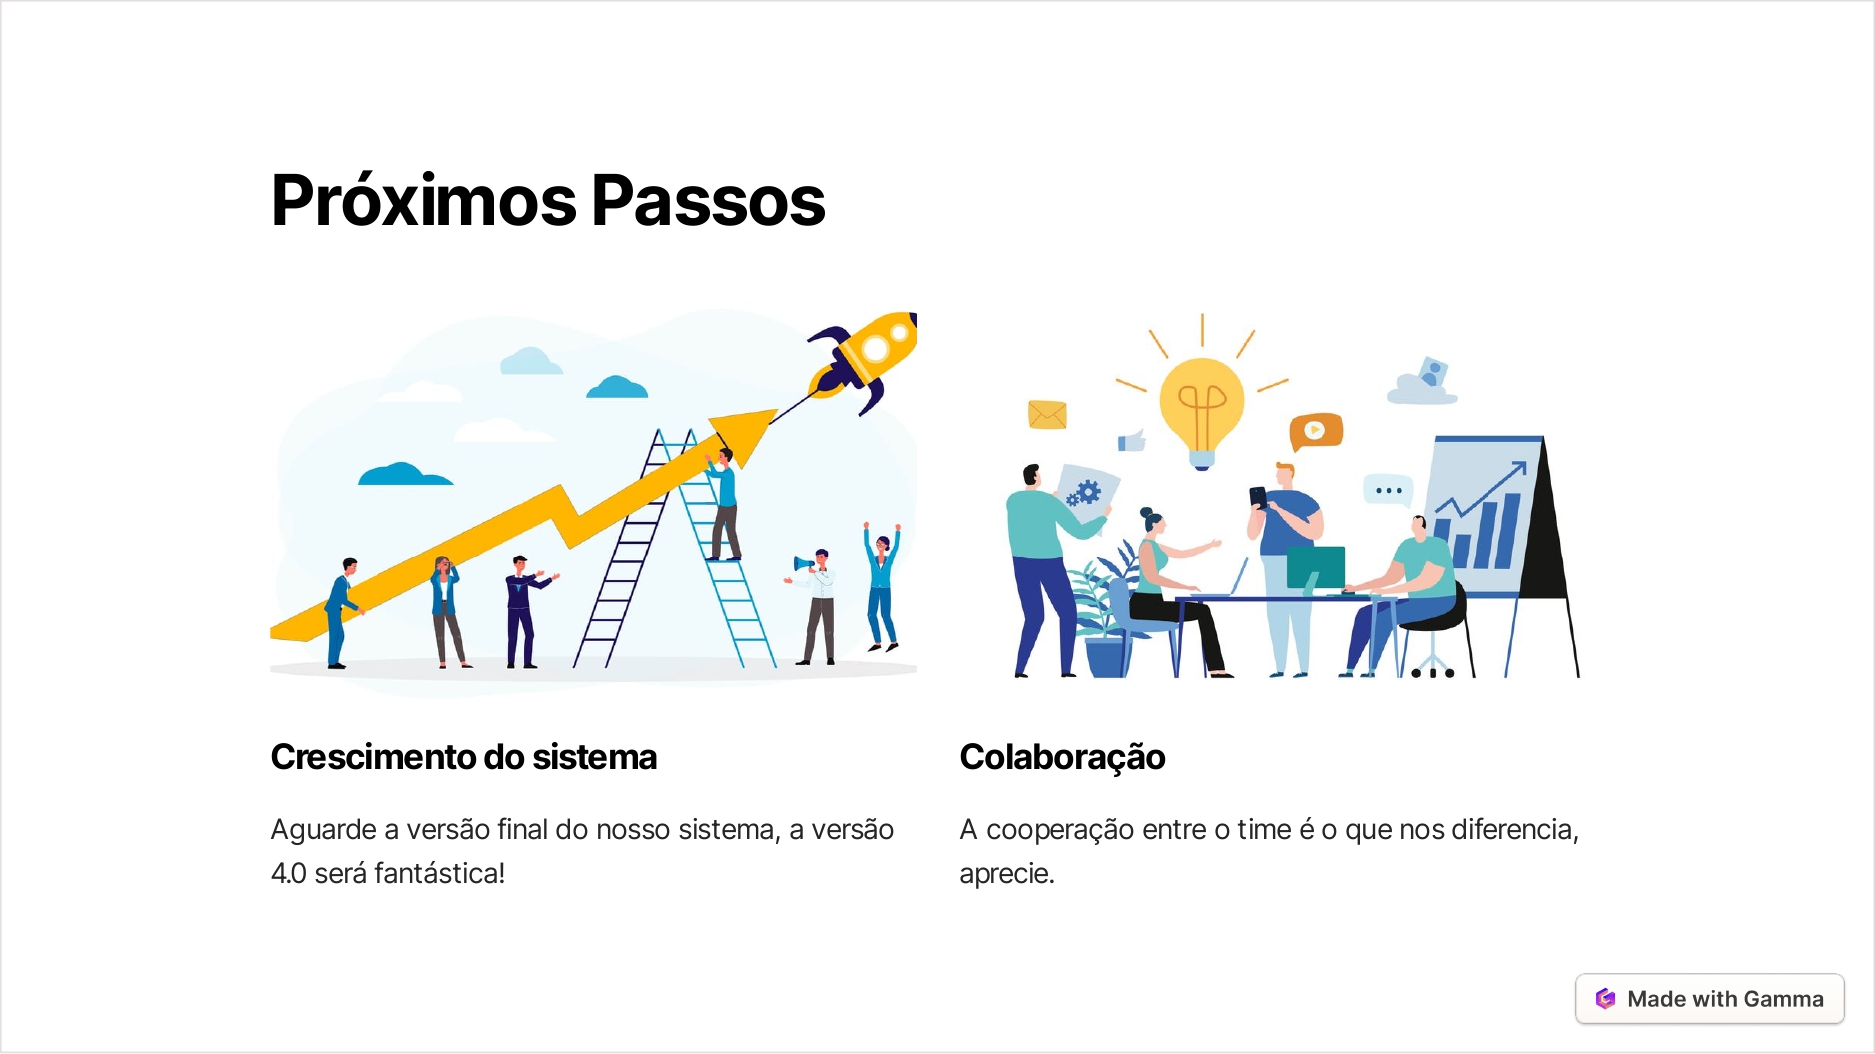 Próximos Passos
Crescimento do sistema
Aguarde a versão final do nosso sistema, a versão
4.0 será fantástica!
Colaboração
A cooperação entre o time é o que nos diferencia,
aprecie.
Made with Gamma